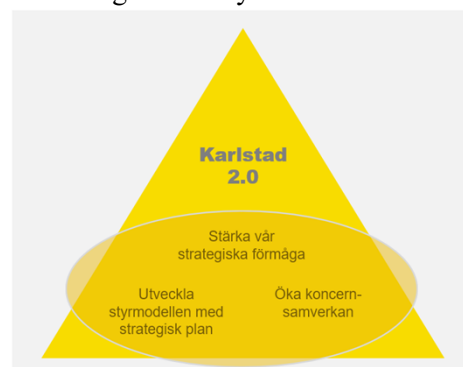 Karlstad
2.0
Stärka vår
strategiska förmåga
Utveckla
styrmodellen med
strategisk plan
Öka koncern-
samverkan